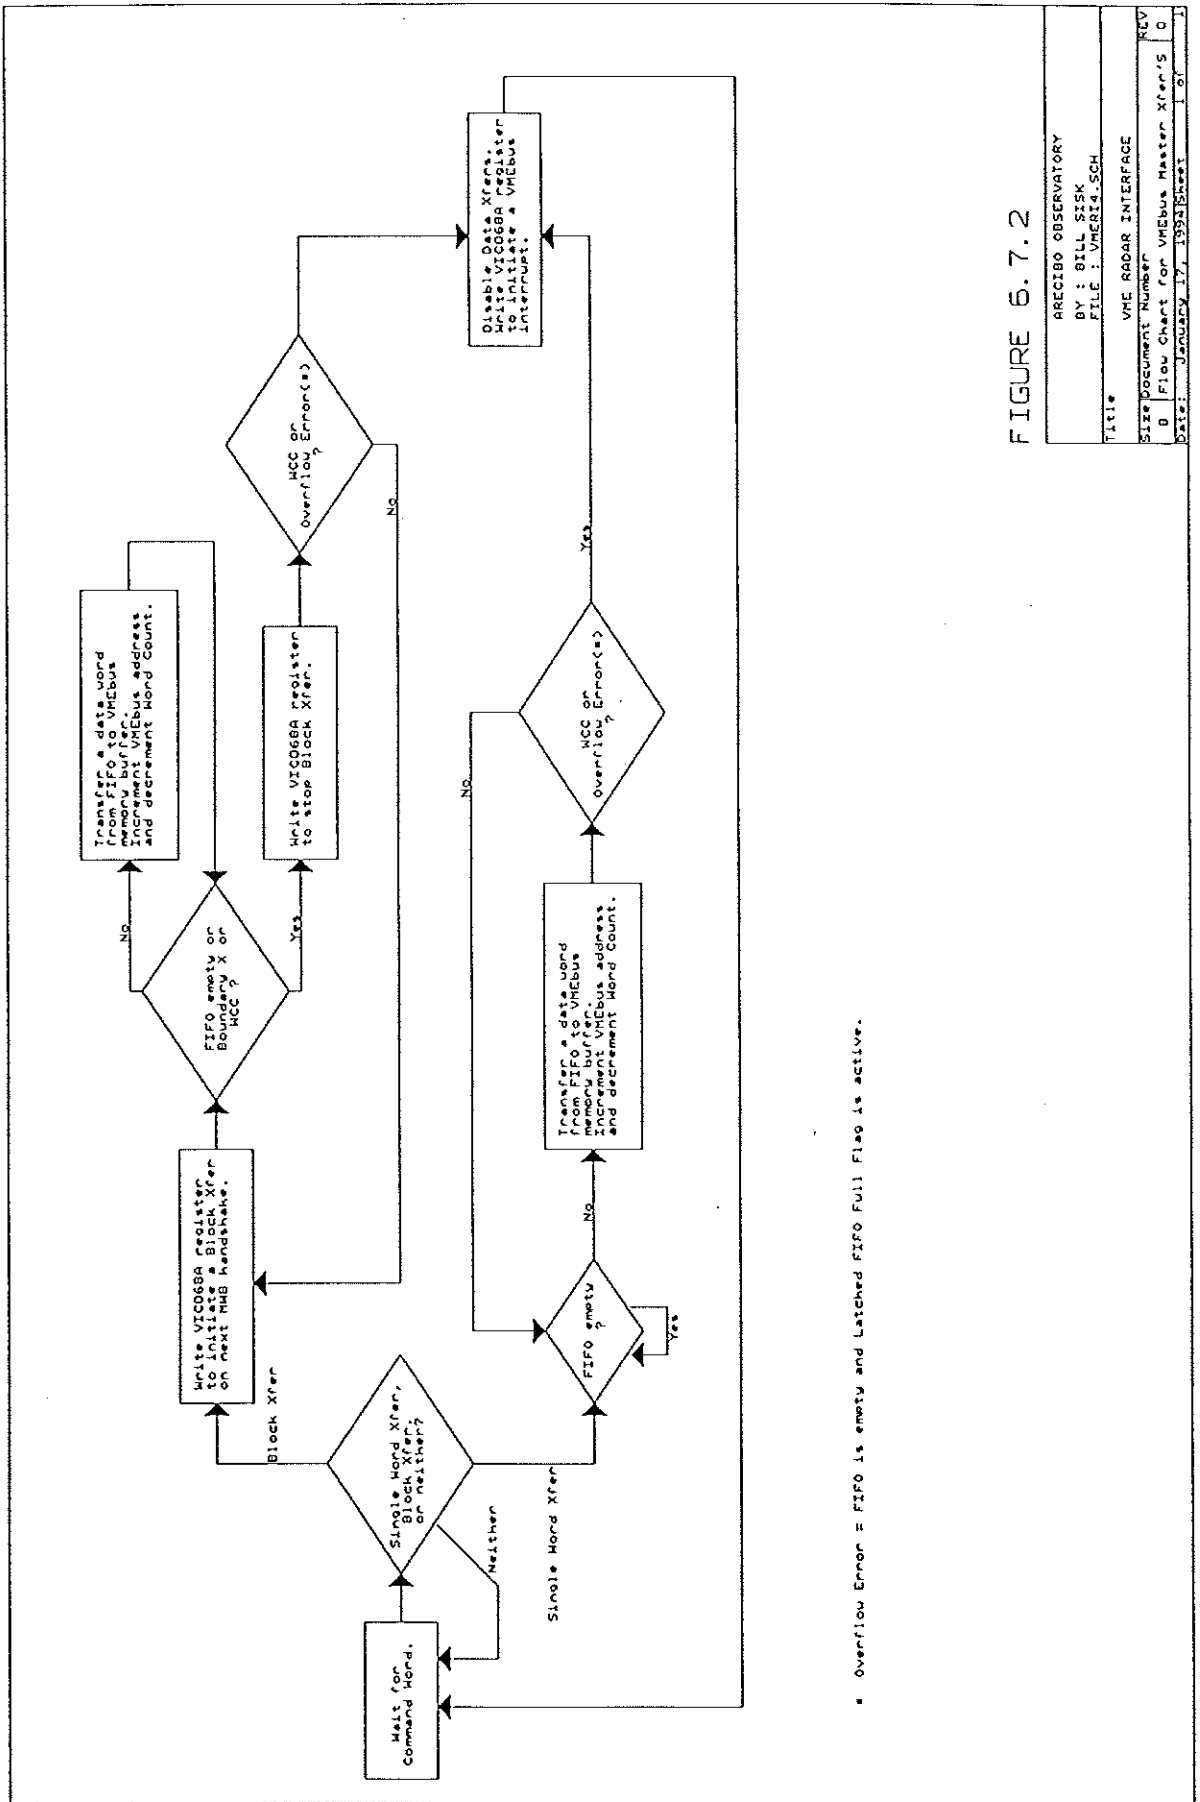 Wait for
Command Word.
Single Word Xfer,
Block Xfer,
or neither?
Neither
Block Xfer
Single Word Xfer
Write VIC068A register
to initiate a Block Xfer
on next MWB handshake.
FIFO empty or
Boundary X or
WCC ?
No
Yes
Transfer a data word
from FIFO to VMEbus
memory buffer.
Increment VMEbus address
and decrement Word Count.
Write VIC068A register
to stop Block Xfer.
WCC or
Overflow Error(*)
?
No
FIFO empty
?
Yes
No
Transfer a data word
from FIFO to VMEbus
memory buffer.
Increment VMEbus address
and decrement Word Count.
WCC or
Overflow Error(*)
?
No
Yes
Disable Data Xfers.
Write VIC068A register
to initiate a VMEbus
interrupt.
* Overflow Error = FIFO is empty and Latched FIFO Full Flag is active.
FIGURE 6.7.2
ARECIBO OBSERVATORY
BY : BILL SISK
FILE : VMERI4.SCH
Title
VME RADAR INTERFACE
Size Document Number REV
B Flow Chart for VMEbus Master Xfer's 0
Date: January 17, 1994 Sheet 1 of 1